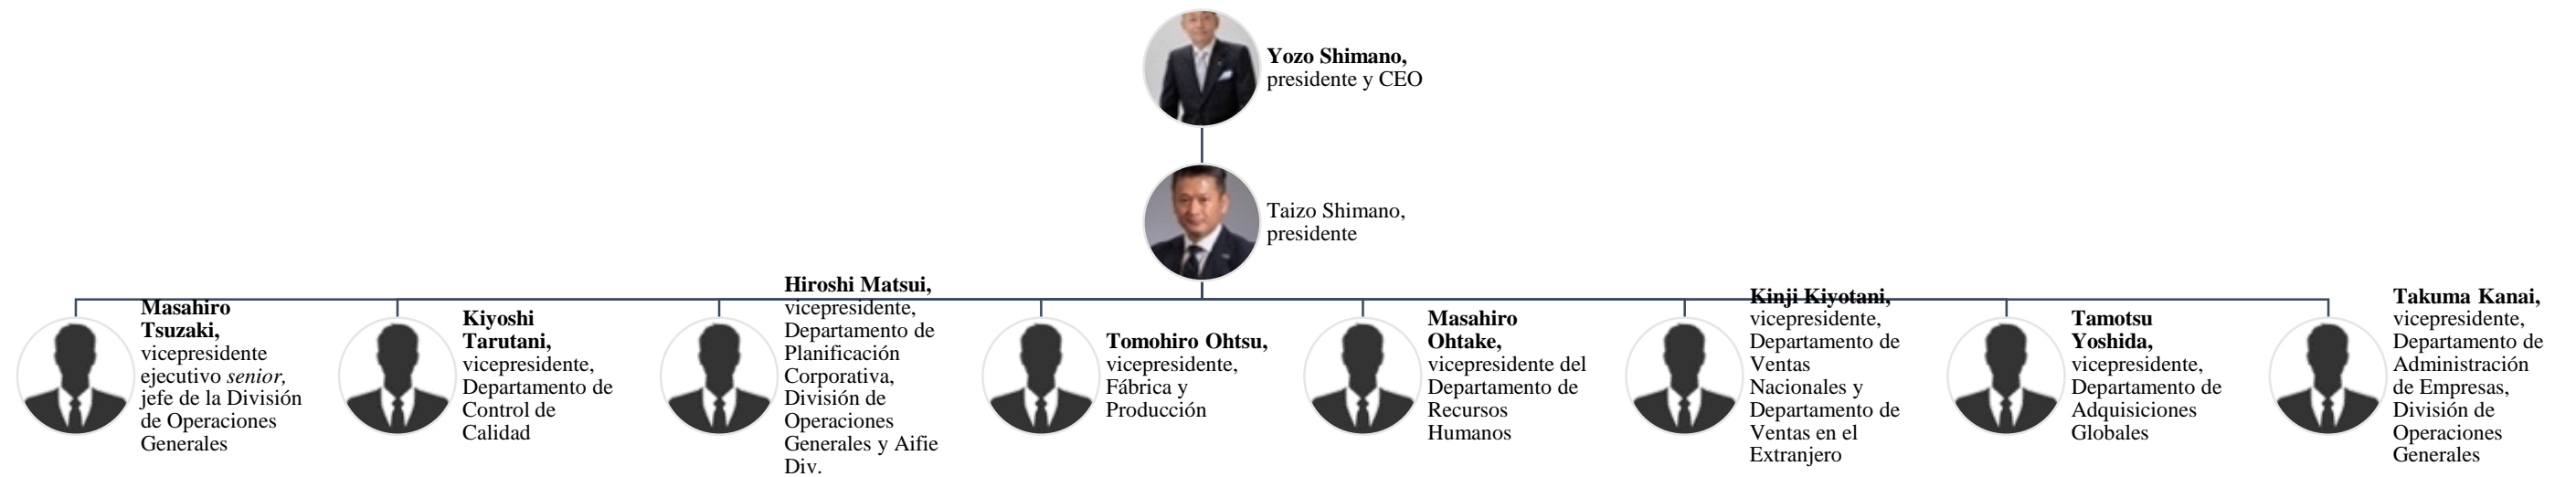 Yozo Shimano,
presidente y CEO
Taizo Shimano,
presidente
Masahiro
Tsuzaki,
vicepresidente
ejecutivo senior,
jefe de la División
de Operaciones
Generales
Kiyoshi
Tarutani,
vicepresidente,
Departamento de
Control de
Calidad
Hiroshi Matsui,
vicepresidente,
Departamento de
Planificación
Corporativa,
División de
Operaciones
Generales y Aifie
Div.
Tomohiro Ohtsu,
vicepresidente,
Fábrica y
Producción
Masahiro
Ohtake,
vicepresidente del
Departamento de
Recursos
Humanos
Kinji Kiyotani,
vicepresidente,
Departamento de
Ventas
Nacionales y
Departamento de
Ventas en el
Extranjero
Tamotsu
Yoshida,
vicepresidente,
Departamento de
Adquisiciones
Globales
Takuma Kanai,
vicepresidente,
Departamento de
Administración
de Empresas,
División de
Operaciones
Generales